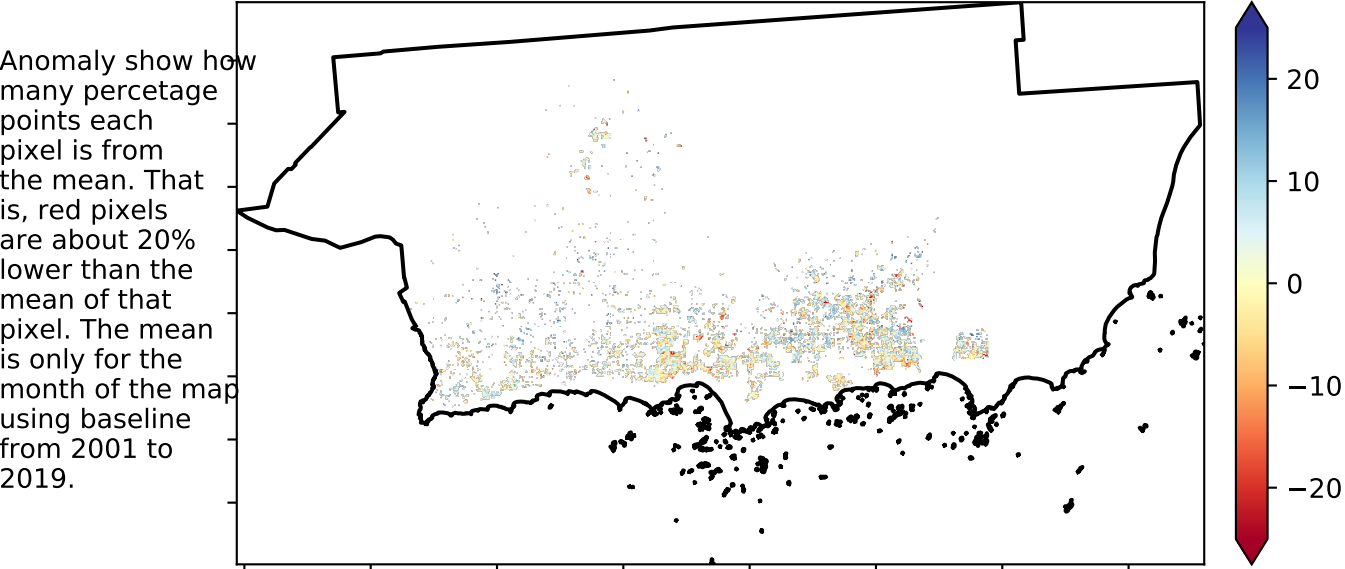 Anomaly show how
many percetage
points each
pixel is from
the mean. That
is, red pixels
are about 20%
lower than the
mean of that
pixel. The mean
is only for the
month of the map
using baseline
from 2001 to
2019.
20
10
0
−10
−20